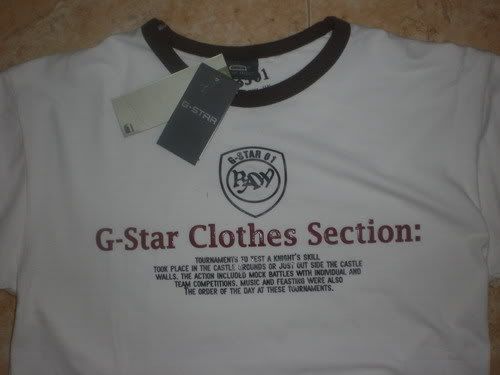 G-STAR
G-STAR 01
RAW
G-Star Clothes Section:
TOURNAMENTS TO TEST A KNIGHT'S SKILL
TOOK PLACE IN THE CASTLE GROUNDS OR JUST OUT SIDE THE CASTLE
WALLS. THE ACTION INCLUDED MOCK BATTLES WITH INDIVIDUAL AND
TEAM COMPETITIONS. MUSIC AND FEASTING WERE ALSO
THE ORDER OF THE DAY AT THESE TOURNAMENTS.